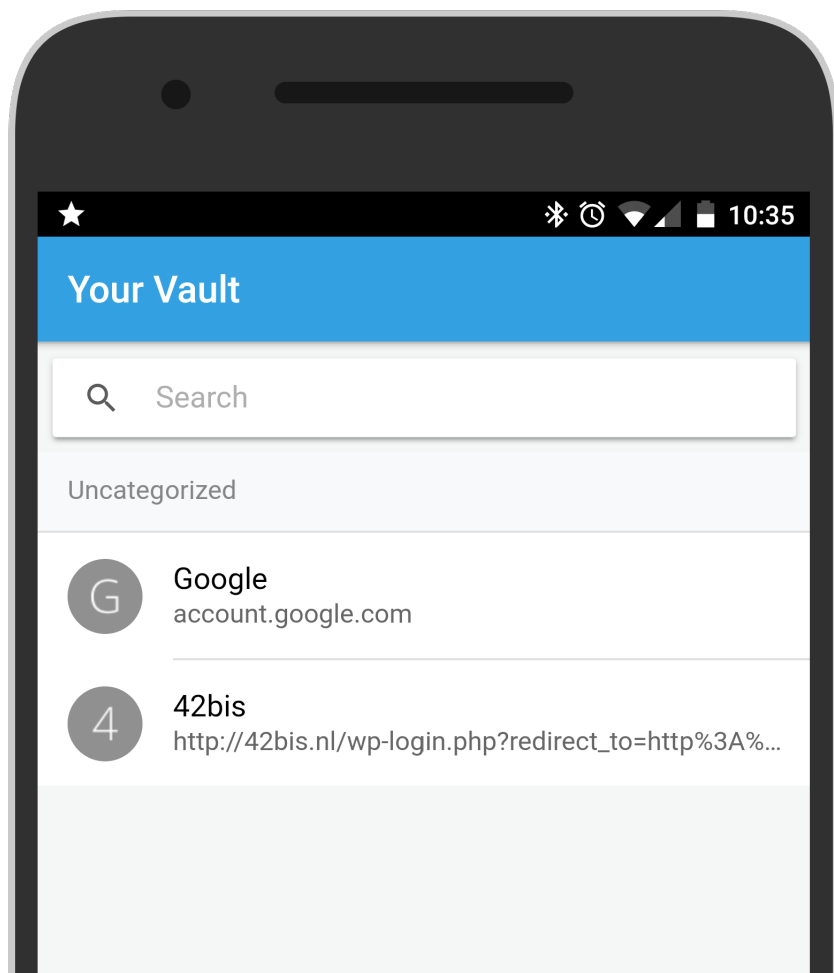 10:35
Your Vault
Search
Uncategorized
G
Google
account.google.com
4
42bis
http://42bis.nl/wp-login.php?redirect_to=http%3A%...